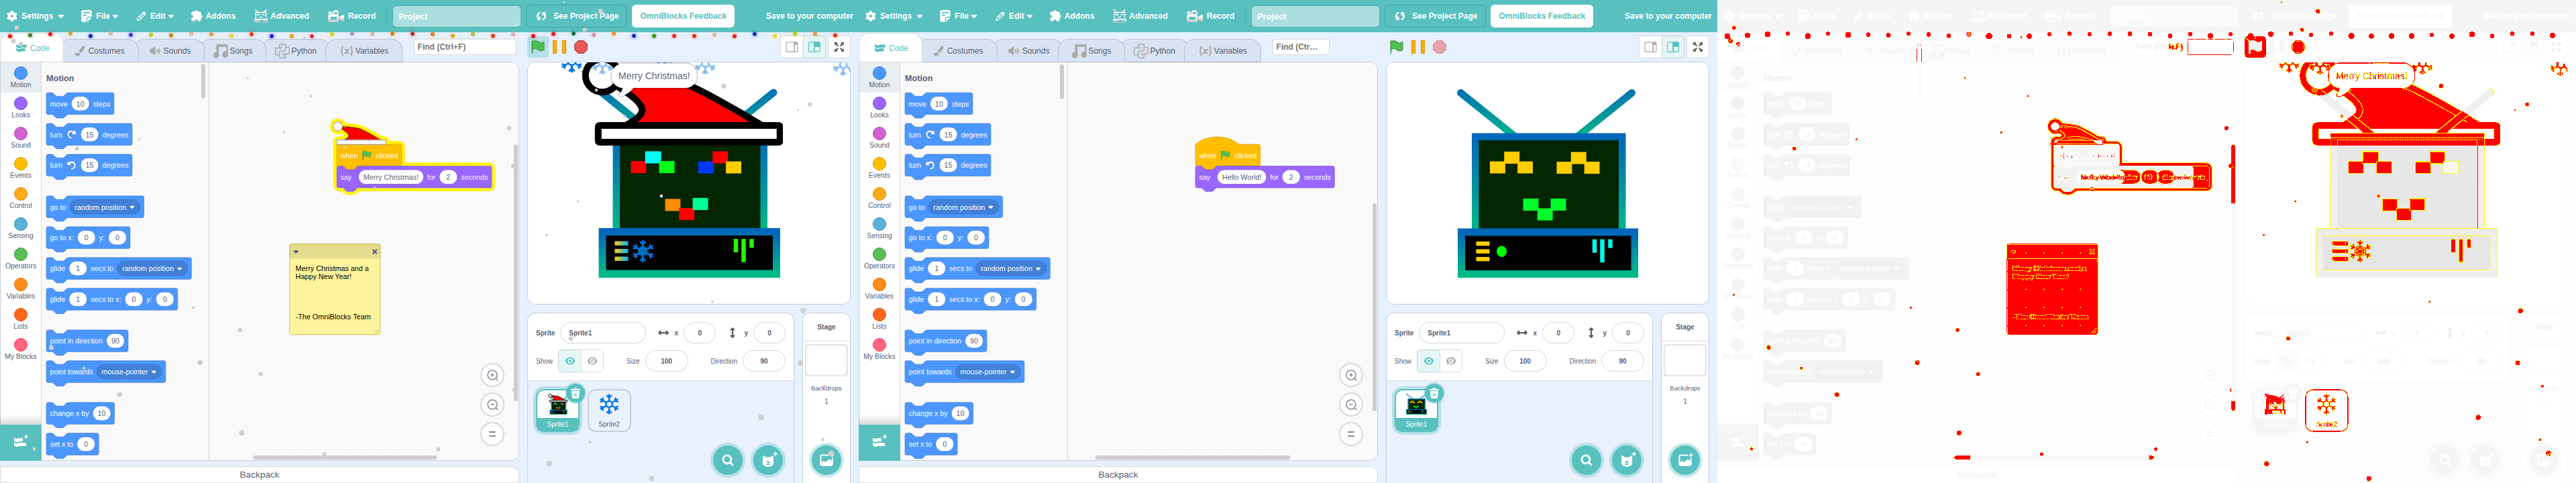 Settings File Edit Addons Advanced Record Project See Project Page OmniBlocks Feedback Save to your computer
Code Costumes Sounds Songs Python (x) Variables Find (Ctrl+F)
Motion
Looks
Sound
Events
Control
Sensing
Operators
Variables
Lists
My Blocks
Motion
move 10 steps
turn 15 degrees
turn 15 degrees
go to random position
go to x: 0 y: 0
glide 1 secs to random position
glide 1 secs to x: 0 y: 0
point in direction 90
point towards mouse-pointer
change x by 10
set x to 0
when clicked
say Merry Christmas! for 2 seconds
Merry Christmas and a
Happy New Year!
-The OmniBlocks Team
Backpack
Merry Christmas!
Sprite Sprite1 x 0 y 0
Show Size 100 Direction 90
Sprite1 Sprite2
Stage
Backdrops
1
Settings File Edit Addons Advanced Record Project See Project Page OmniBlocks Feedback Save to your computer
Code Costumes Sounds Songs Python (x) Variables Find (Ctr...
Motion
Looks
Sound
Events
Control
Sensing
Operators
Variables
Lists
My Blocks
Motion
move 10 steps
turn 15 degrees
turn 15 degrees
go to random position
go to x: 0 y: 0
glide 1 secs to random position
glide 1 secs to x: 0 y: 0
point in direction 90
point towards mouse-pointer
change x by 10
set x to 0
when clicked
say Hello World! for 2 seconds
Backpack
Sprite Sprite1 x 0 y 0
Show Size 100 Direction 90
Sprite1
Stage
Backdrops
1
Merry Christmas!
Sprite2
Backpack